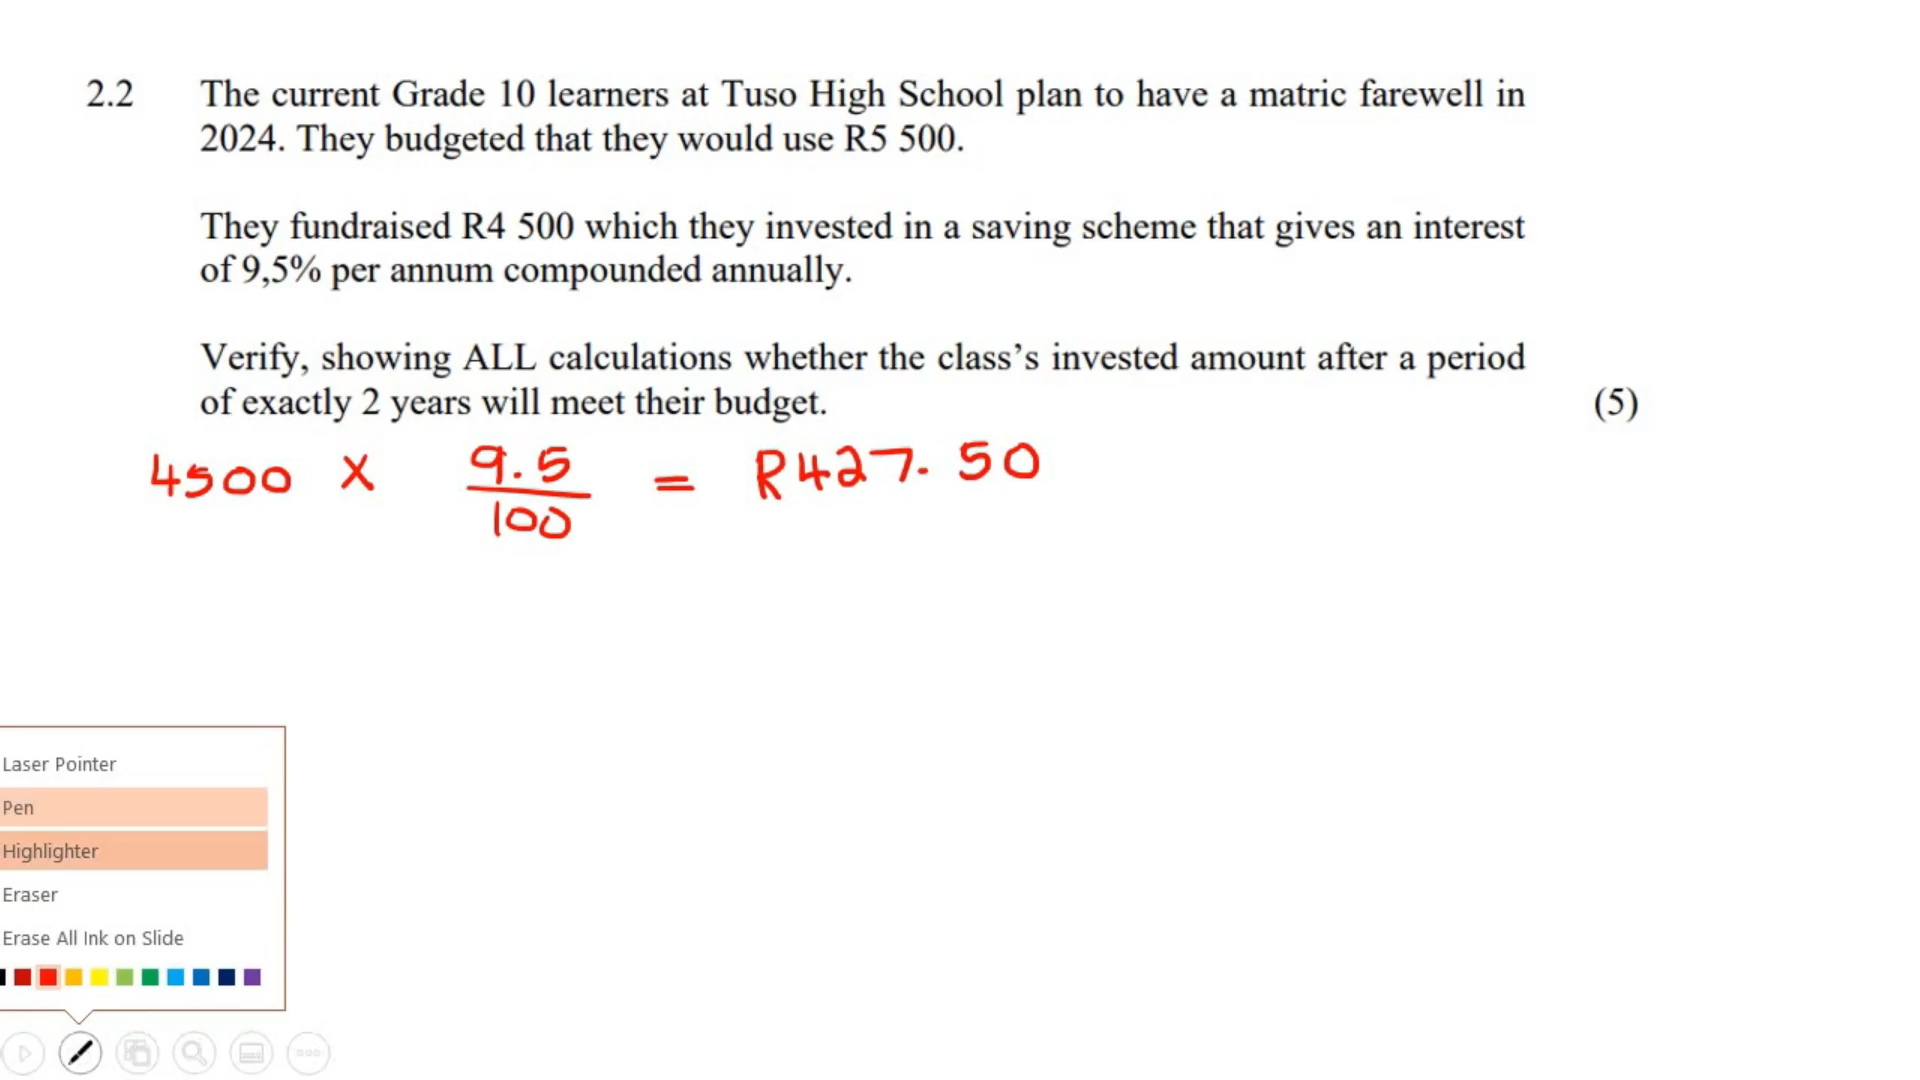 2.2 The current Grade 10 learners at Tuso High School plan to have a matric farewell in
2024. They budgeted that they would use R5 500.
They fundraised R4 500 which they invested in a saving scheme that gives an interest
of 9,5% per annum compounded annually.
Verify, showing ALL calculations whether the class’s invested amount after a period
of exactly 2 years will meet their budget. (5)
4500 × 9.5
100 = R427.50
Laser Pointer
Pen
Highlighter
Eraser
Erase All Ink on Slide